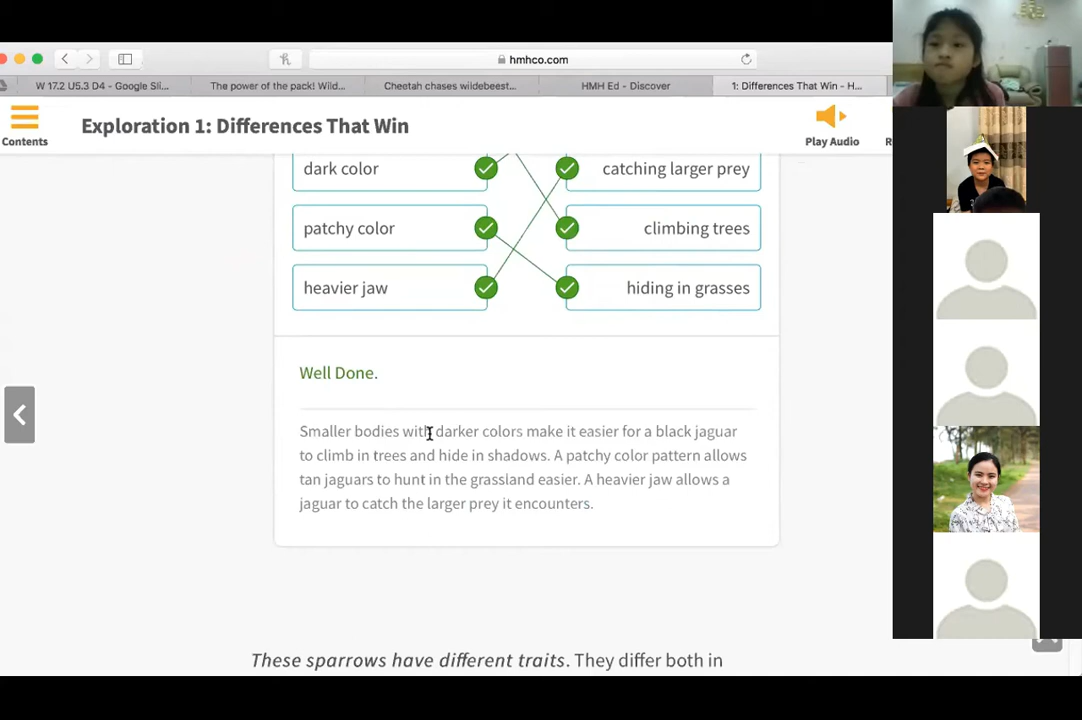 hmhco.com
W 17.2 U5.3 D4 - Google Sli...
The power of the pack! Wild...
Cheetah chases wildebeest...
HMH Ed - Discover
1: Differences That Win - H...
Contents
Exploration 1: Differences That Win
Play Audio
dark color
catching larger prey
patchy color
climbing trees
heavier jaw
hiding in grasses
Well Done.
Smaller bodies with darker colors make it easier for a black jaguar
to climb in trees and hide in shadows. A patchy color pattern allows
tan jaguars to hunt in the grassland easier. A heavier jaw allows a
jaguar to catch the larger prey it encounters.
These sparrows have different traits. They differ both in